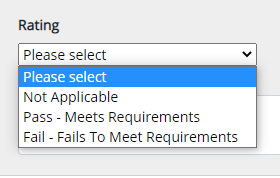 Rating
Please select
Please select
Not Applicable
Pass - Meets Requirements
Fail - Fails To Meet Requirements